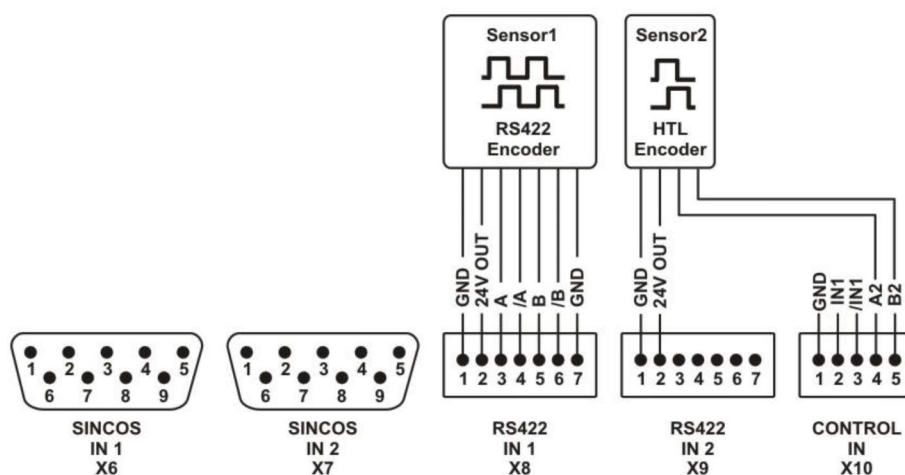 Sensor1
RS422
Encoder
Sensor2
HTL
Encoder
GND
24V OUT
A
/A
B
/B
GND
GND
24V OUT
GND
IN1
/IN1
A2
B2
1 2 3 4 5
6 7 8 9
SINCOS
IN 1
X6
1 2 3 4 5
6 7 8 9
SINCOS
IN 2
X7
1 2 3 4 5 6 7
RS422
IN 1
X8
1 2 3 4 5 6 7
RS422
IN 2
X9
1 2 3 4 5
CONTROL
IN
X10